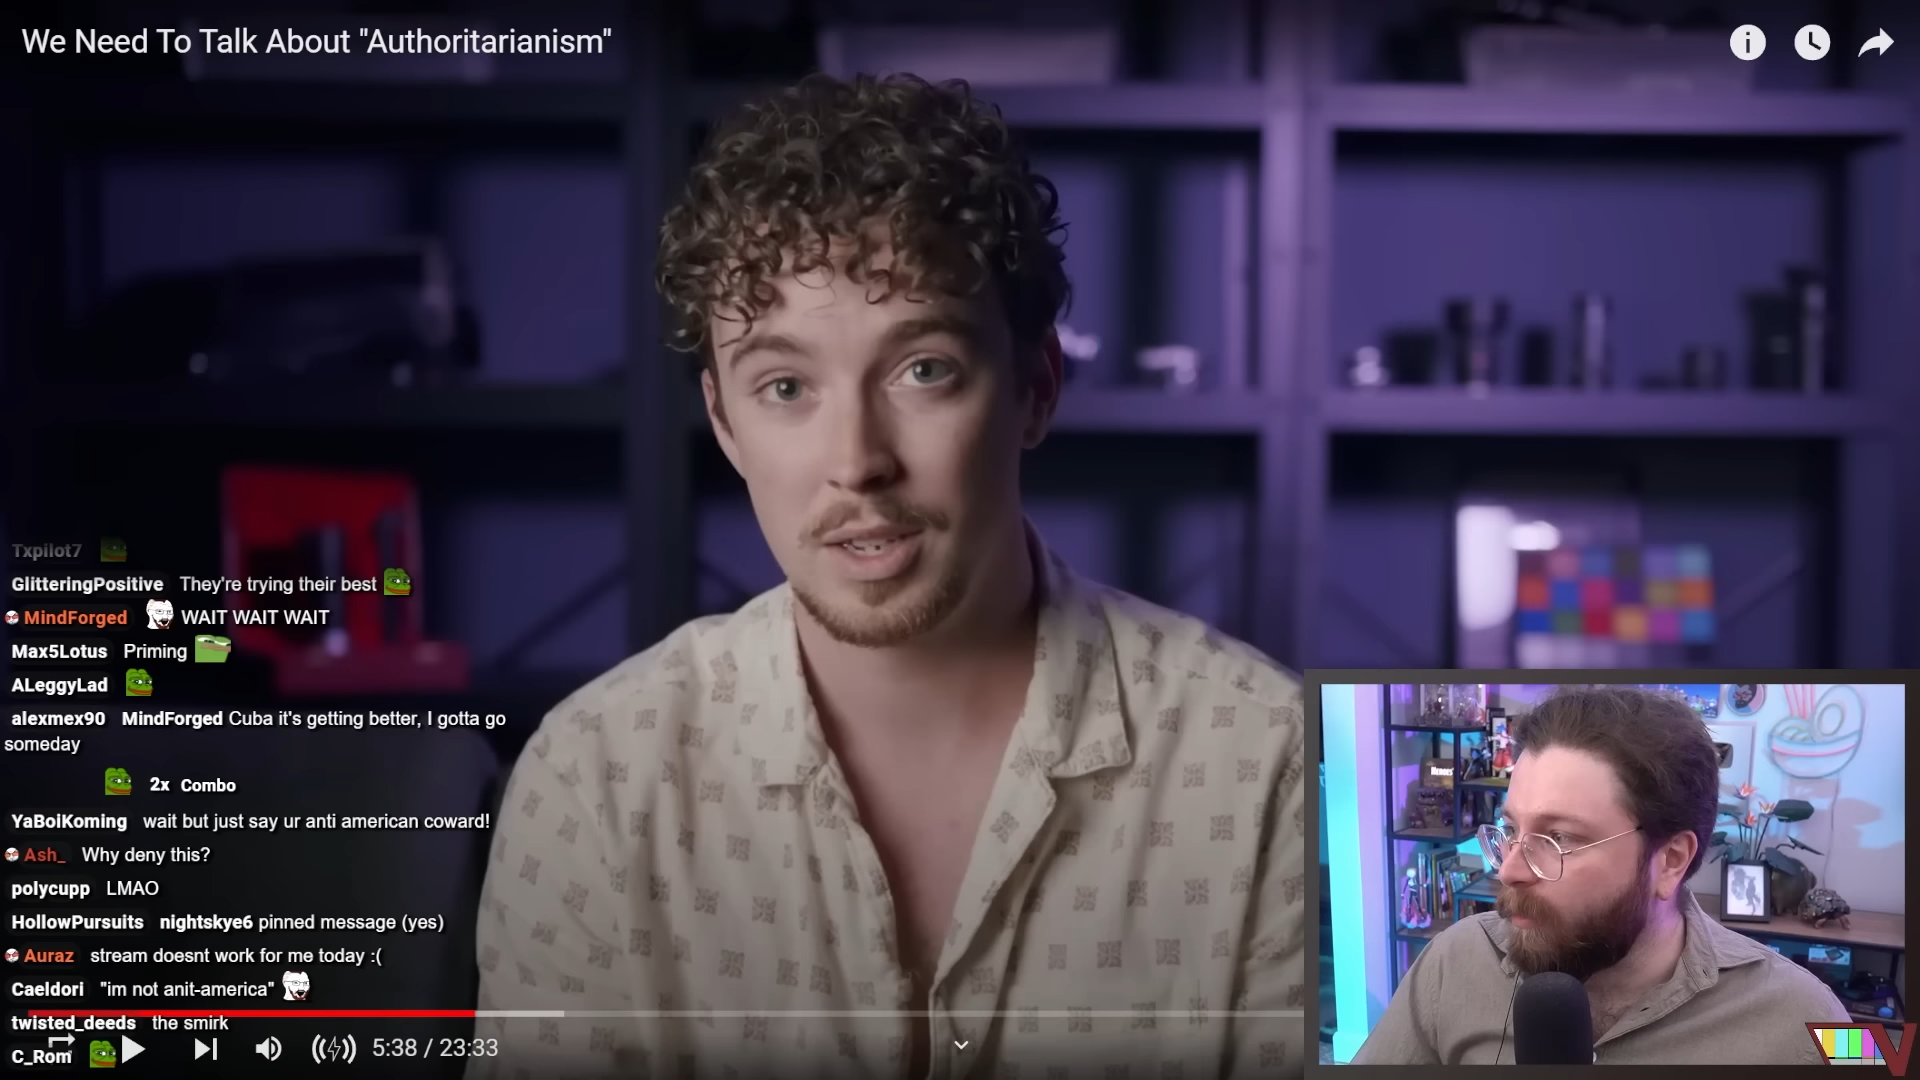 We Need To Talk About "Authoritarianism"
Txpilot7
GlitteringPositive They're trying their best
MindForged WAIT WAIT WAIT
Max5Lotus Priming
ALeggyLad
alexmex90 MindForged Cuba it's getting better, I gotta go
someday
2x Combo
YaBoiKoming wait but just say ur anti american coward!
Ash_ Why deny this?
polycupp LMAO
HollowPursuits nightskye6 pinned message (yes)
Auraz stream doesnt work for me today :(
Caeldori "im not anit-america"
twisted_deeds the smirk
C_Rom
5:38 / 23:33
HEROES